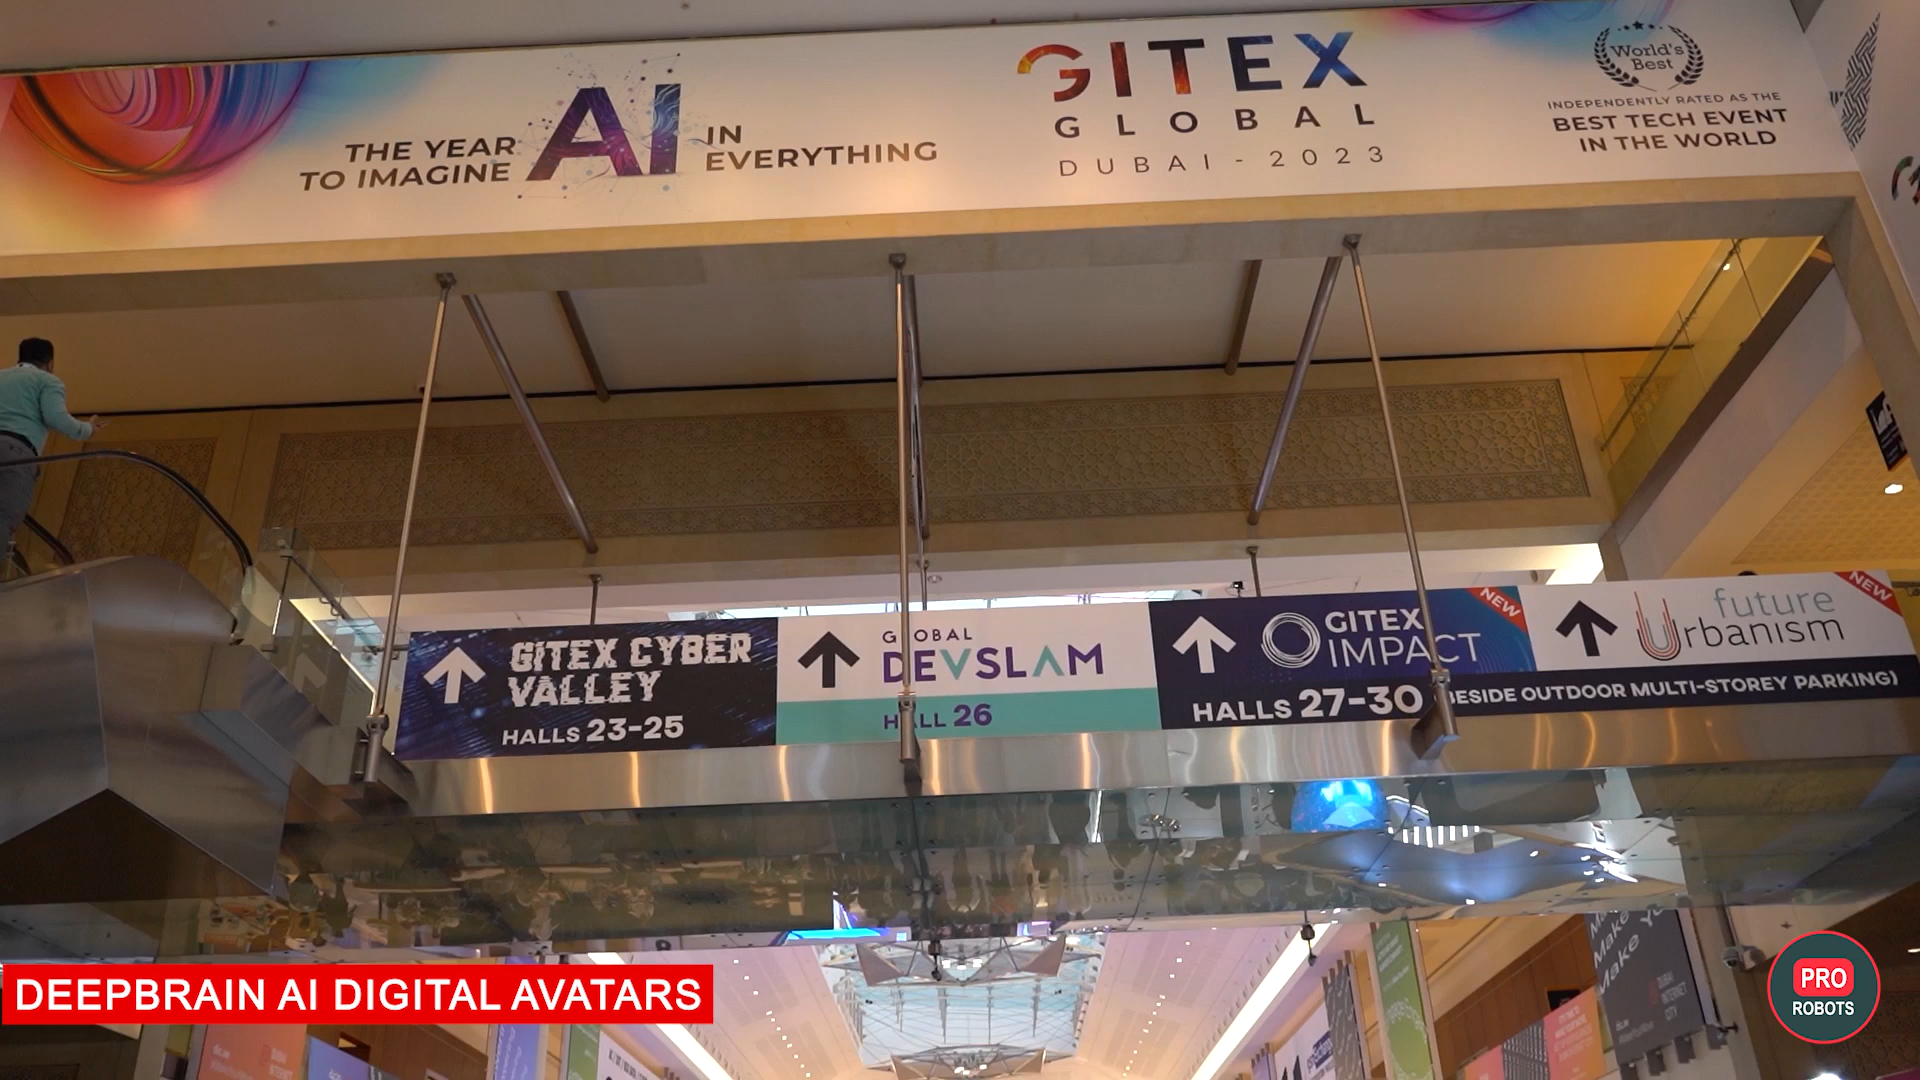 THE YEAR
TO IMAGINE
AI
IN
EVERYTHING
GITEX
GLOBAL
DUBAI - 2023
World's
Best
INDEPENDENTLY RATED AS THE
BEST TECH EVENT
IN THE WORLD
GITEX CYBER
VALLEY
HALLS 23-25
GLOBAL
DEVSLAM
HALL 26
NEW
GITEX
IMPACT
HALLS 27-30
NEW
future
Urbanism
(BESIDE OUTDOOR MULTI-STOREY PARKING)
DEEPBRAIN AI DIGITAL AVATARS
PRO
ROBOTS